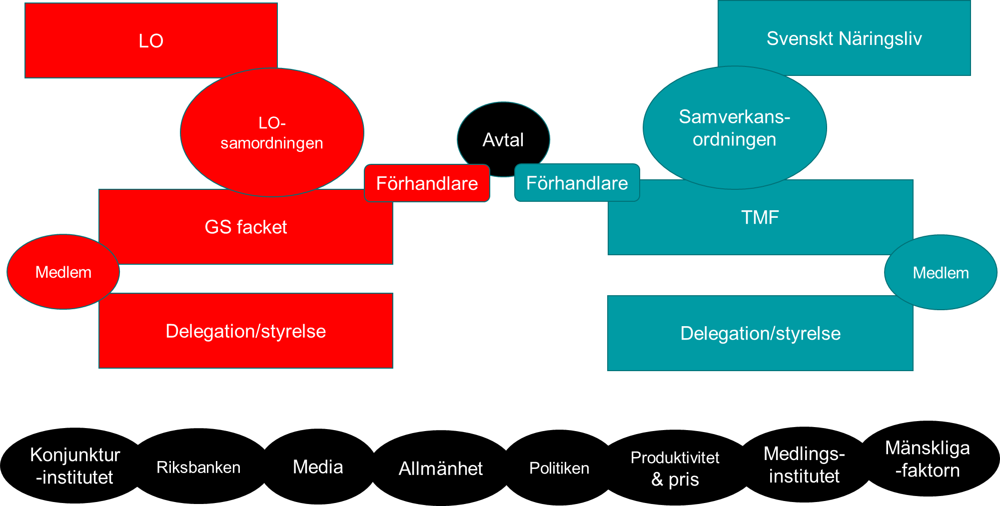 LO
Svenskt Näringsliv
LO-
samordningen
Avtal
Samverkans-
ordningen
Förhandlare
Förhandlare
GS facket
TMF
Medlem
Medlem
Delegation/styrelse
Delegation/styrelse
Konjunktur
-institutet
Riksbanken
Media
Allmänhet
Politiken
Produktivitet
& pris
Medlings-
institutet
Mänskliga
-faktorn